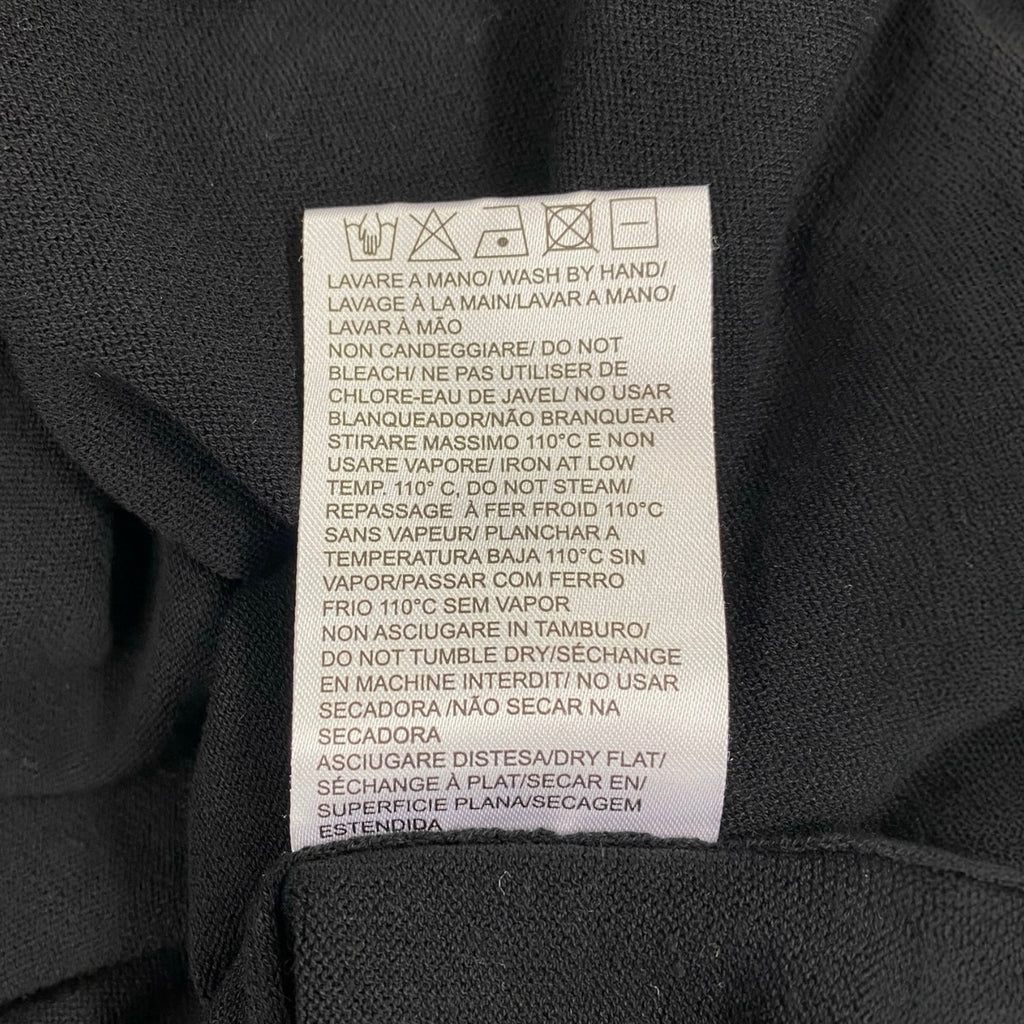 LAVARE A MANO/ WASH BY HAND/
LAVAGE À LA MAIN/LAVAR A MANO/
LAVAR À MÃO
NON CANDEGGIARE/ DO NOT
BLEACH/ NE PAS UTILISER DE
CHLORE-EAU DE JAVEL/ NO USAR
BLANQUEADOR/NÃO BRANQUEAR
STIRARE MASSIMO 110°C E NON
USARE VAPORE/ IRON AT LOW
TEMP. 110° C, DO NOT STEAM/
REPASSAGE À FER FROID 110°C
SANS VAPEUR/ PLANCHAR A
TEMPERATURA BAJA 110°C SIN
VAPOR/PASSAR COM FERRO
FRIO 110°C SEM VAPOR
NON ASCIUGARE IN TAMBURO/
DO NOT TUMBLE DRY/SÉCHANGE
EN MACHINE INTERDIT/ NO USAR
SECADORA /NÃO SECAR NA
SECADORA
ASCIUGARE DISTESA/DRY FLAT/
SÉCHANGE À PLAT/SECAR EN/
SUPERFICIE PLANA/SECAGEM
ESTENDIDA